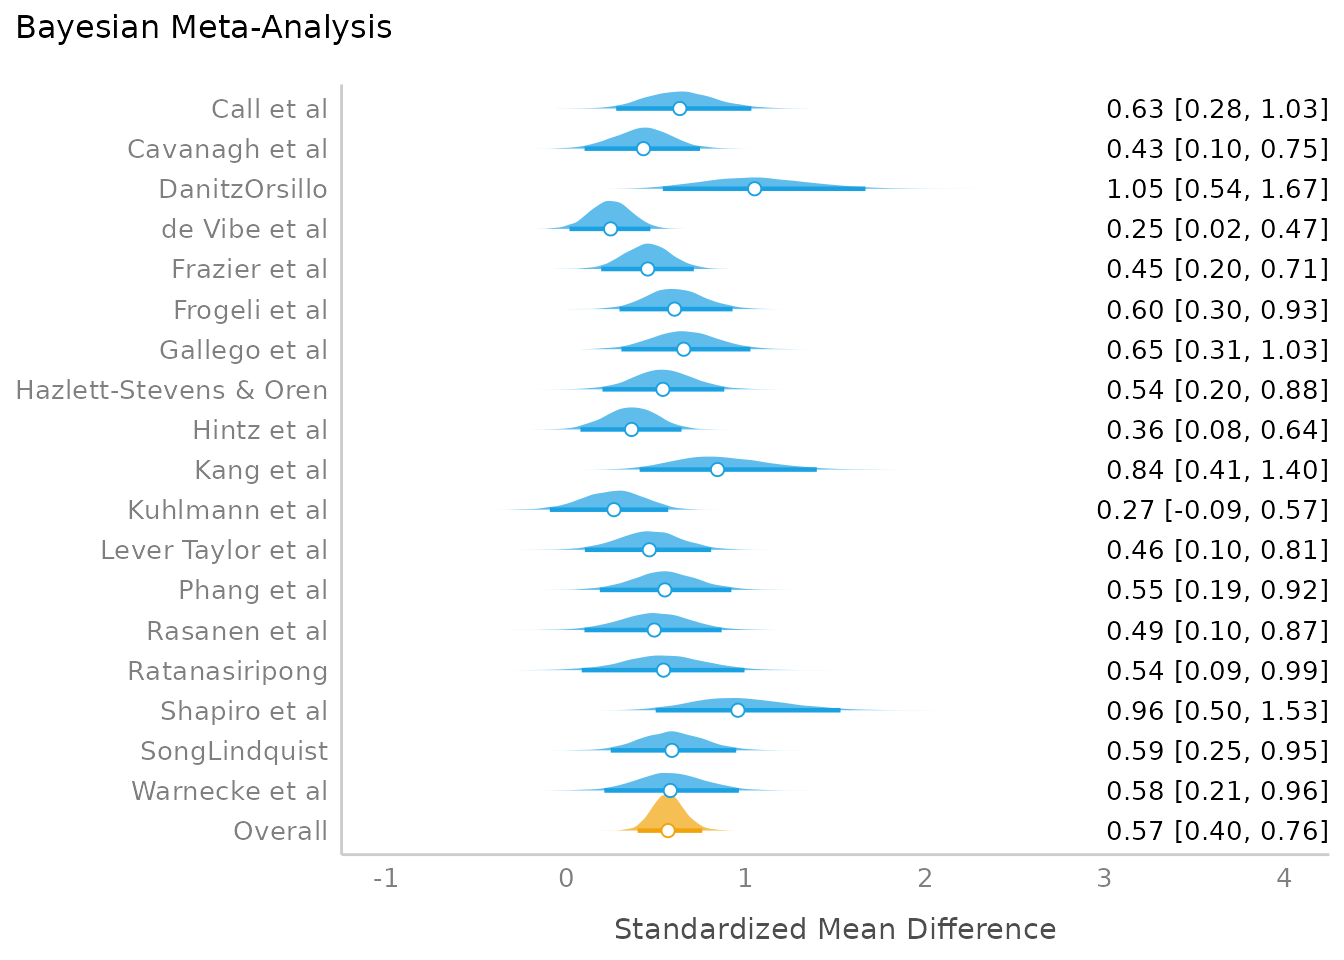 Bayesian Meta-Analysis
Call et al 0.63 [0.28, 1.03]
Cavanagh et al 0.43 [0.10, 0.75]
DanitzOrsillo 1.05 [0.54, 1.67]
de Vibe et al 0.25 [0.02, 0.47]
Frazier et al 0.45 [0.20, 0.71]
Frogeli et al 0.60 [0.30, 0.93]
Gallego et al 0.65 [0.31, 1.03]
Hazlett-Stevens & Oren 0.54 [0.20, 0.88]
Hintz et al 0.36 [0.08, 0.64]
Kang et al 0.84 [0.41, 1.40]
Kuhlmann et al 0.27 [-0.09, 0.57]
Lever Taylor et al 0.46 [0.10, 0.81]
Phang et al 0.55 [0.19, 0.92]
Rasanen et al 0.49 [0.10, 0.87]
Ratanasiripong 0.54 [0.09, 0.99]
Shapiro et al 0.96 [0.50, 1.53]
SongLindquist 0.59 [0.25, 0.95]
Warnecke et al 0.58 [0.21, 0.96]
Overall 0.57 [0.40, 0.76]
-1 0 1 2 3 4
Standardized Mean Difference